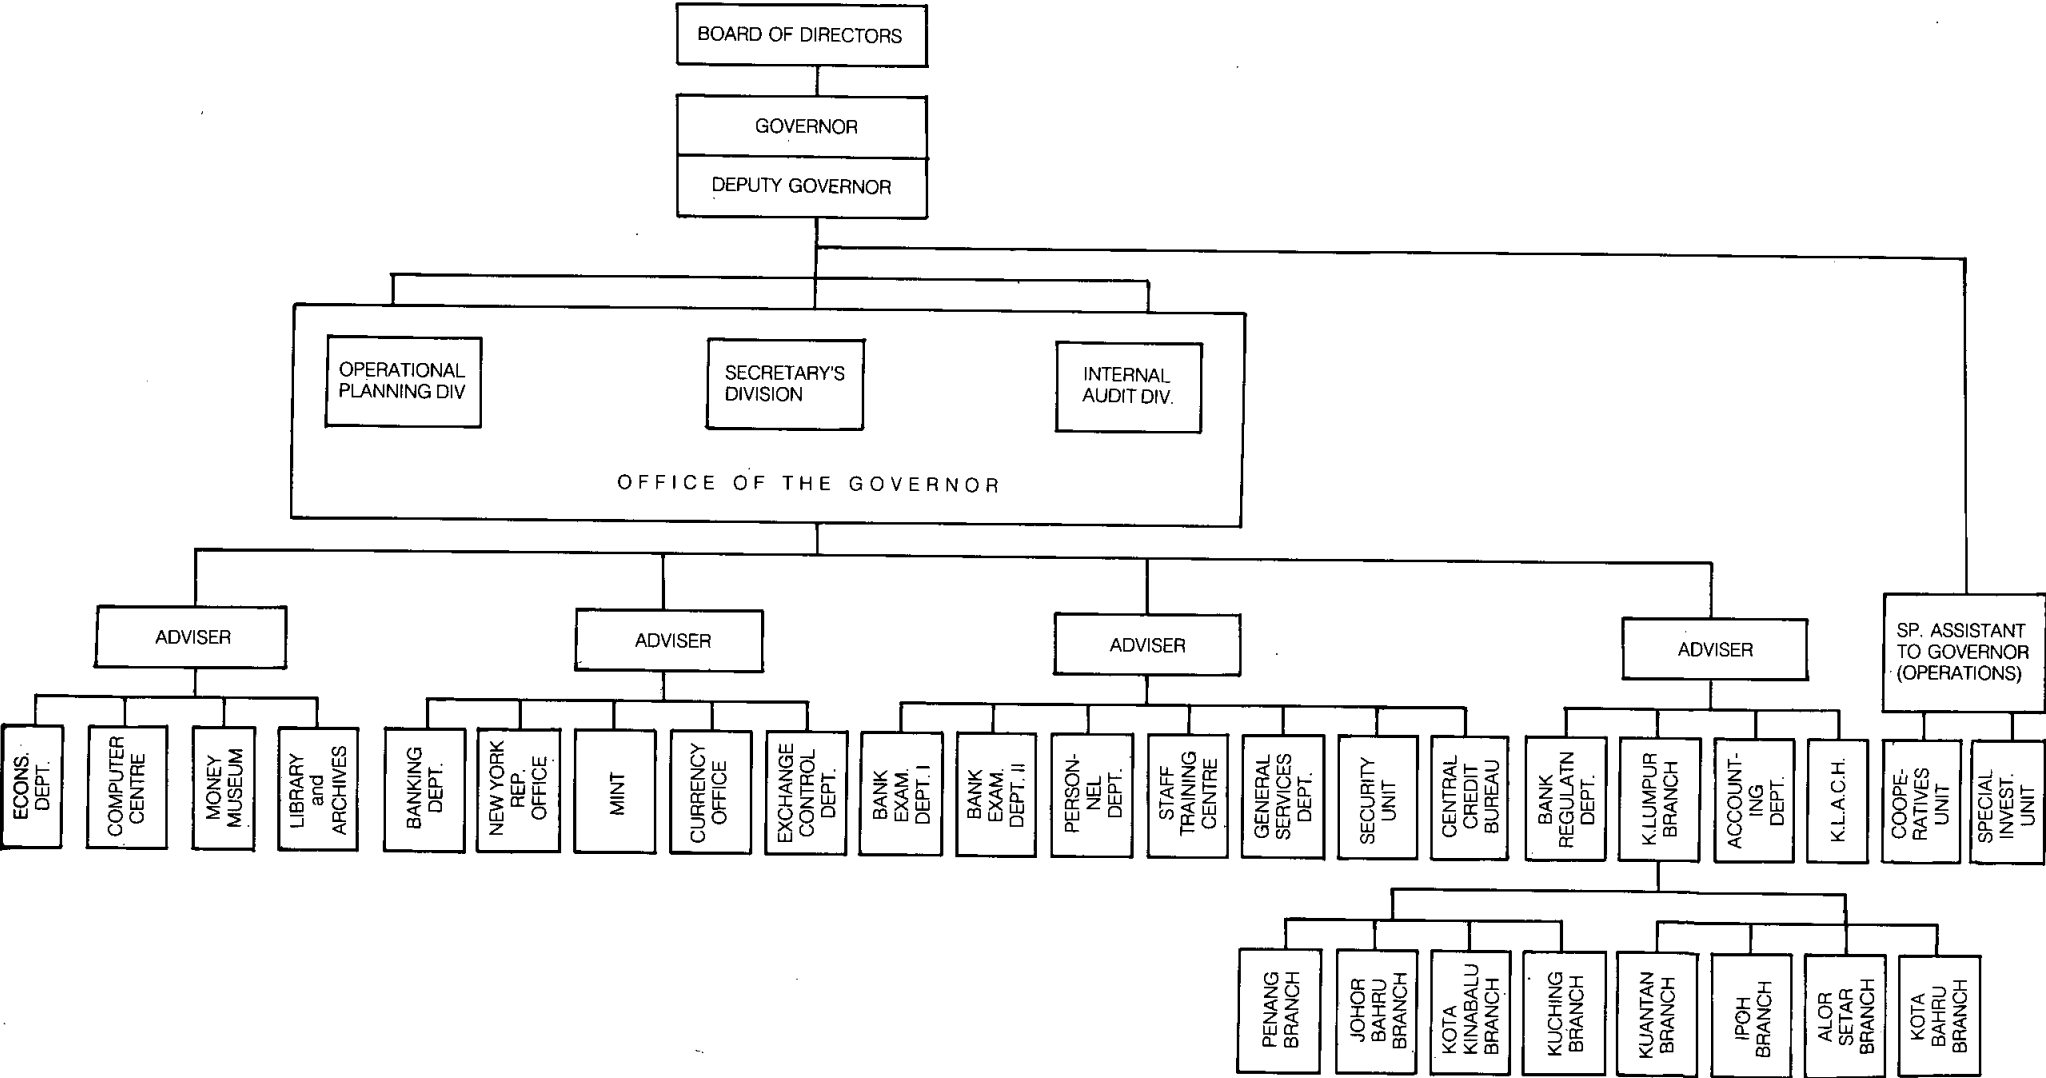 BOARD OF DIRECTORS
GOVERNOR
DEPUTY GOVERNOR
OPERATIONAL
PLANNING DIV
SECRETARY'S
DIVISION
INTERNAL
AUDIT DIV.
OFFICE OF THE GOVERNOR
ADVISER
ADVISER
ADVISER
ADVISER
SP. ASSISTANT
TO GOVERNOR
(OPERATIONS)
ECONS.
DEPT.
COMPUTER
CENTRE
MONEY
MUSEUM
LIBRARY
and
ARCHIVES
BANKING
DEPT.
NEW YORK
REP.
OFFICE
MINT
CURRENCY
OFFICE
EXCHANGE
CONTROL
DEPT.
BANK
EXAM.
DEPT. I
BANK
EXAM.
DEPT. II
PERSON-
NEL
DEPT.
STAFF
TRAINING
CENTRE
GENERAL
SERVICES
DEPT.
SECURITY
UNIT
CENTRAL
CREDIT
BUREAU
BANK
REGULATN
DEPT.
K.LUMPUR
BRANCH
ACCOUNT-
ING
DEPT.
K.L.A.C.H.
COOPE-
RATIVES
UNIT
SPECIAL
INVEST.
UNIT
PENANG
BRANCH
JOHOR
BAHRU
BRANCH
KOTA
KINABALU
BRANCH
KUCHING
BRANCH
KUANTAN
BRANCH
IPOH
BRANCH
ALOR
SETAR
BRANCH
KOTA
BAHRU
BRANCH